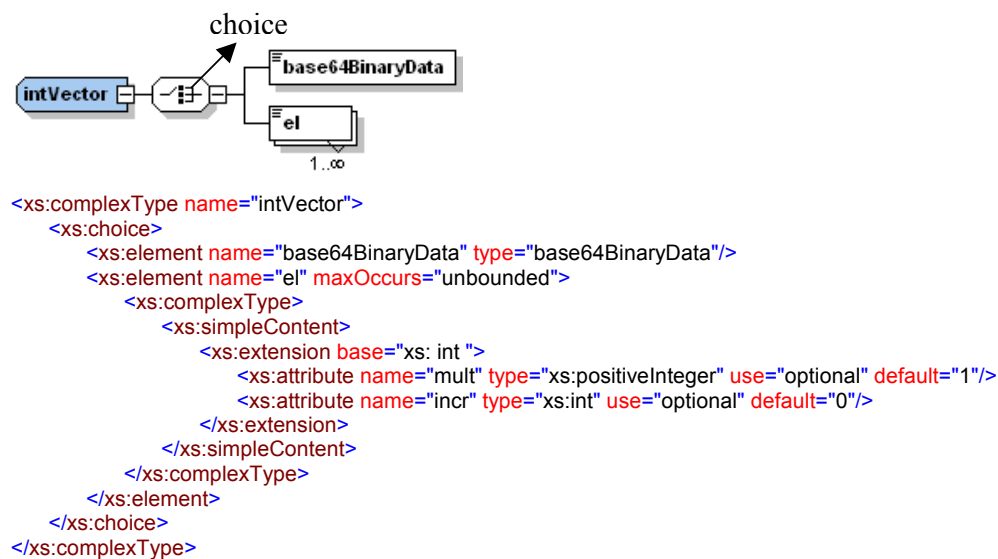 choice
base64BinaryData
intVector
el
1..∞
<xs:complexType name="intVector">
<xs:choice>
<xs:element name="base64BinaryData" type="base64BinaryData"/>
<xs:element name="el" maxOccurs="unbounded">
<xs:complexType>
<xs:simpleContent>
<xs:extension base="xs: int ">
<xs:attribute name="mult" type="xs:positiveInteger" use="optional" default="1"/>
<xs:attribute name="incr" type="xs:int" use="optional" default="0"/>
</xs:extension>
</xs:simpleContent>
</xs:complexType>
</xs:element>
</xs:choice>
</xs:complexType>